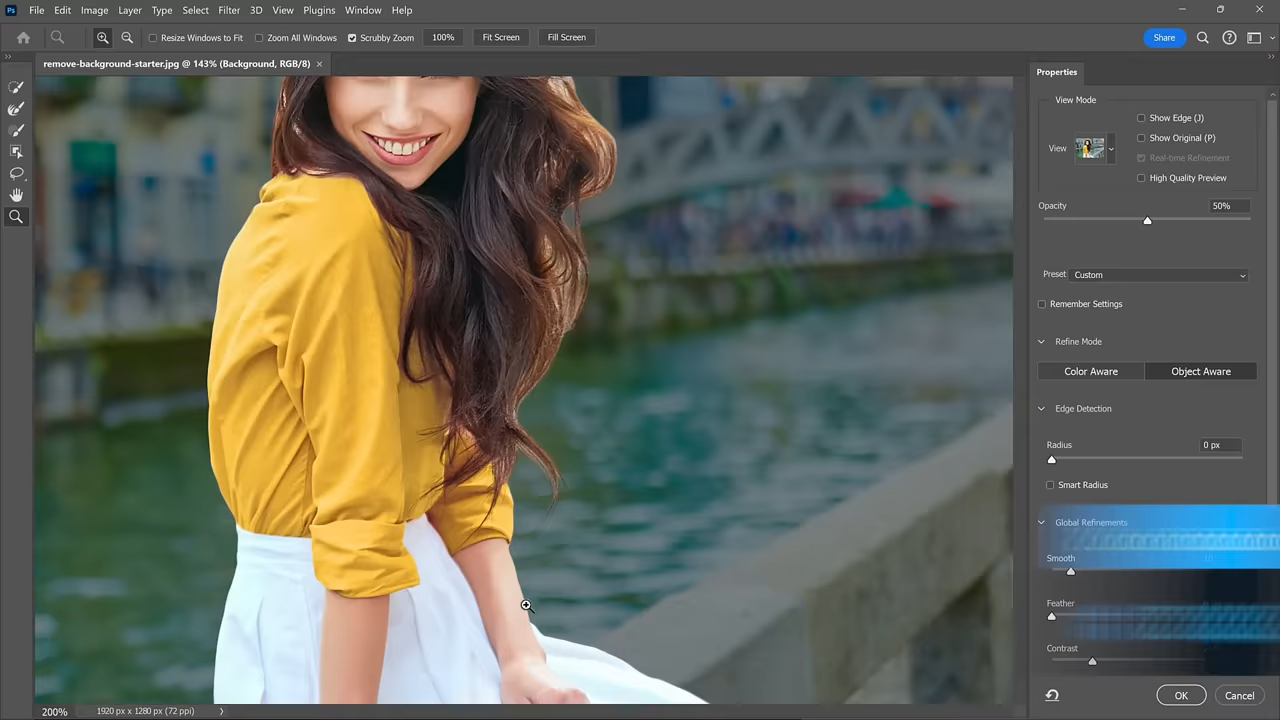 Ps File Edit Image Layer Type Select Filter 3D View Plugins Window Help
Resize Windows to Fit Zoom All Windows Scrubby Zoom 100% Fit Screen Fill Screen Share
remove-background-starter.jpg @ 143% (Background, RGB/8) ×
Properties
View Mode
Show Edge (J)
Show Original (P)
View
Real-time Refinement
High Quality Preview
Opacity 50%
Preset Custom
Remember Settings
Refine Mode
Color Aware Object Aware
Edge Detection
Radius 0 px
Smart Radius
Global Refinements
Smooth
Feather
Contrast
OK Cancel
200% 1920 px x 1280 px (72 ppi)